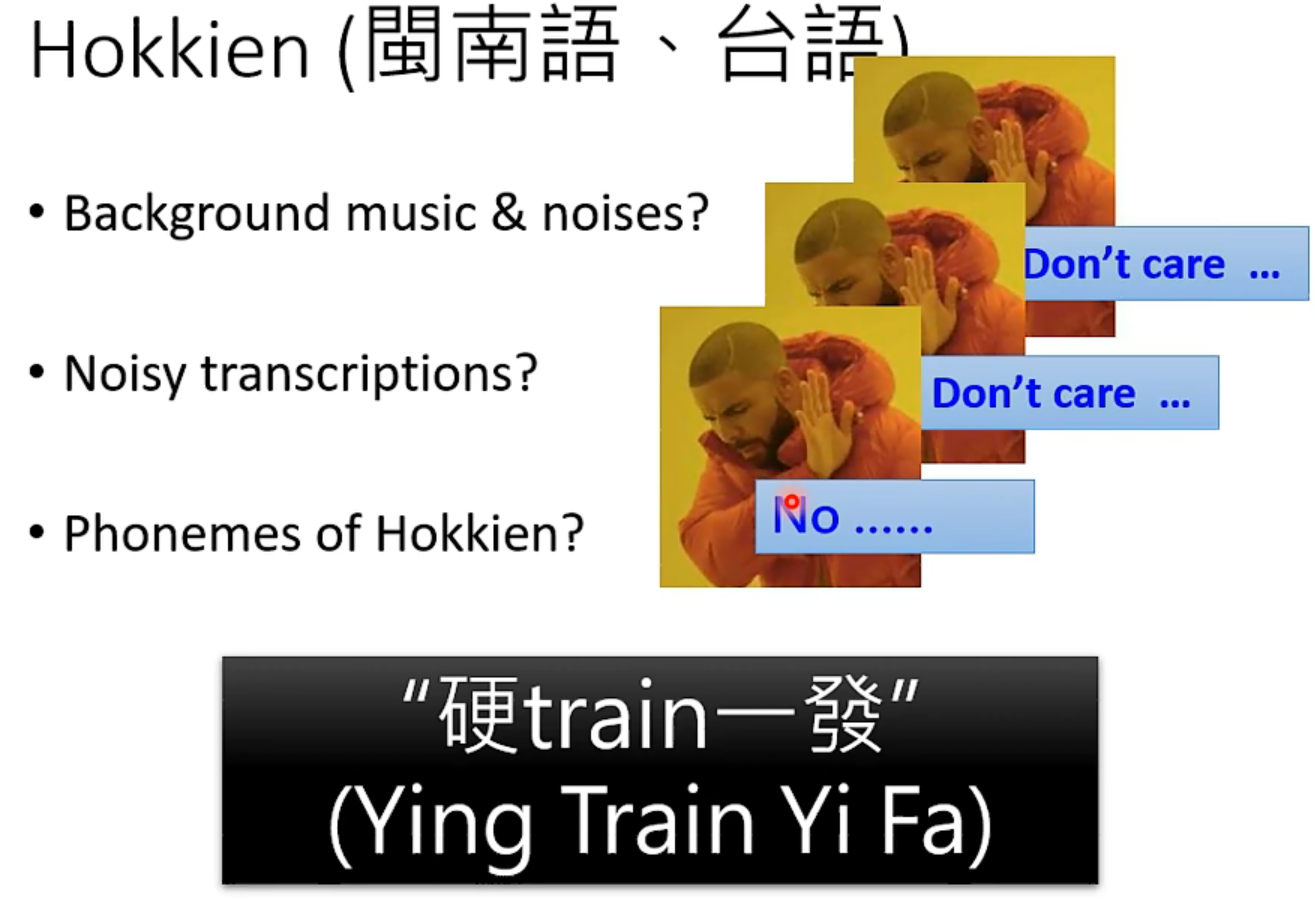 Hokkien (閩南語、台語)
• Background music & noises?
Don’t care ...
• Noisy transcriptions?
Don’t care ...
• Phonemes of Hokkien?
No ......
“硬train一發”
(Ying Train Yi Fa)